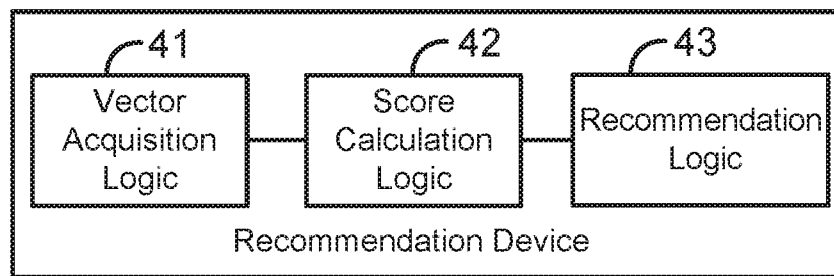 41
42
43
Vector
Acquisition
Logic
Score
Calculation
Logic
Recommendation
Logic
Recommendation Device